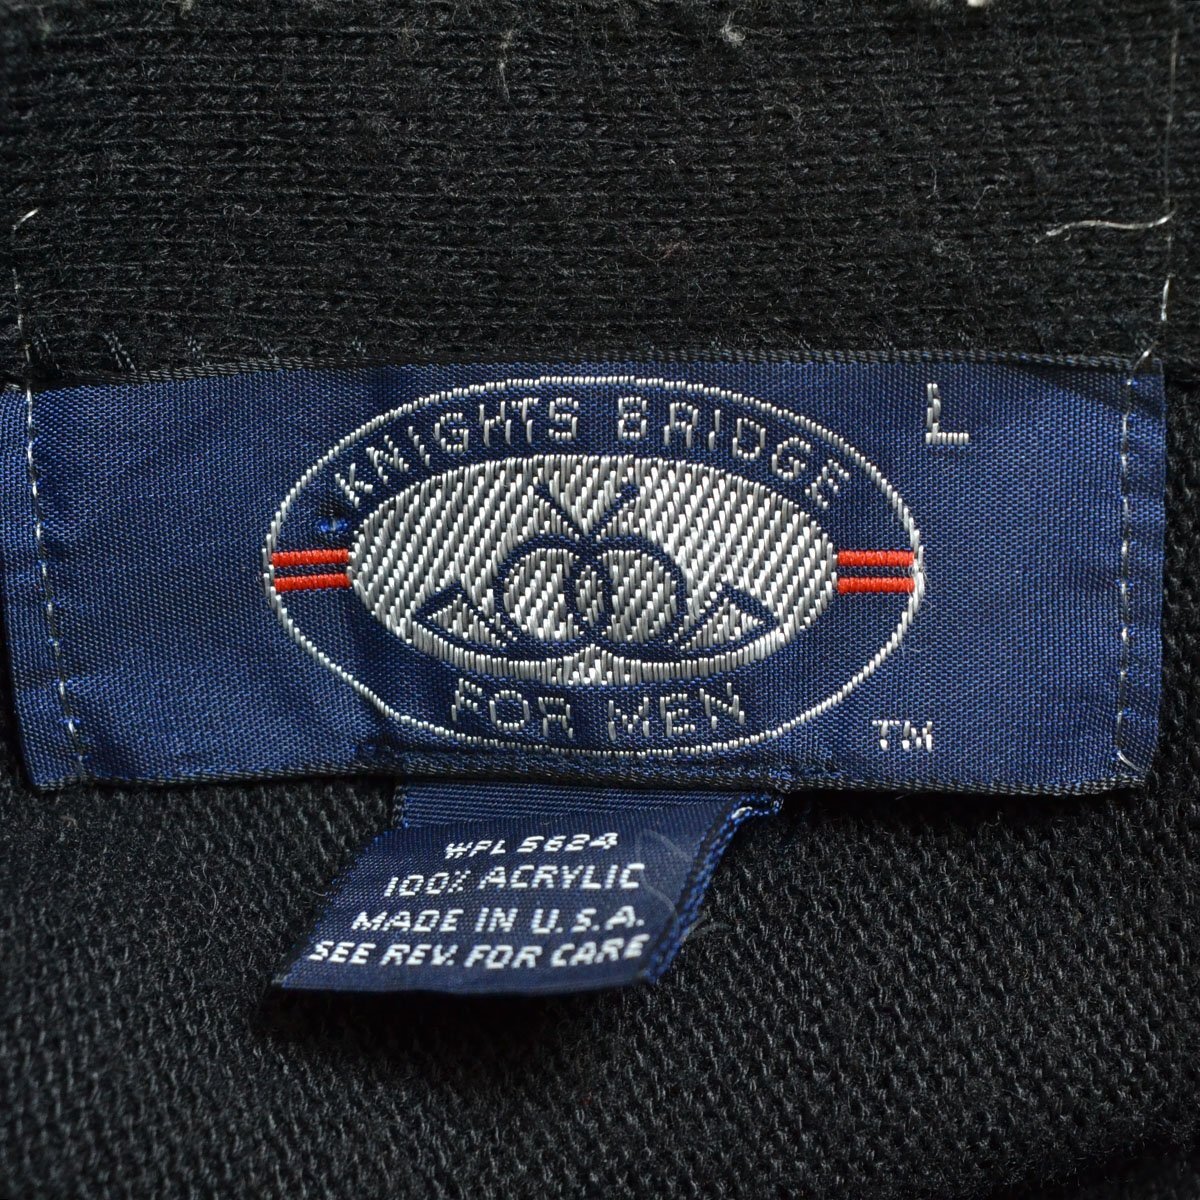 KNIGHTS BRIDGE
L
FOR MEN
TM
WPL 5624
100% ACRYLIC
MADE IN U.S.A.
SEE REV. FOR CARE